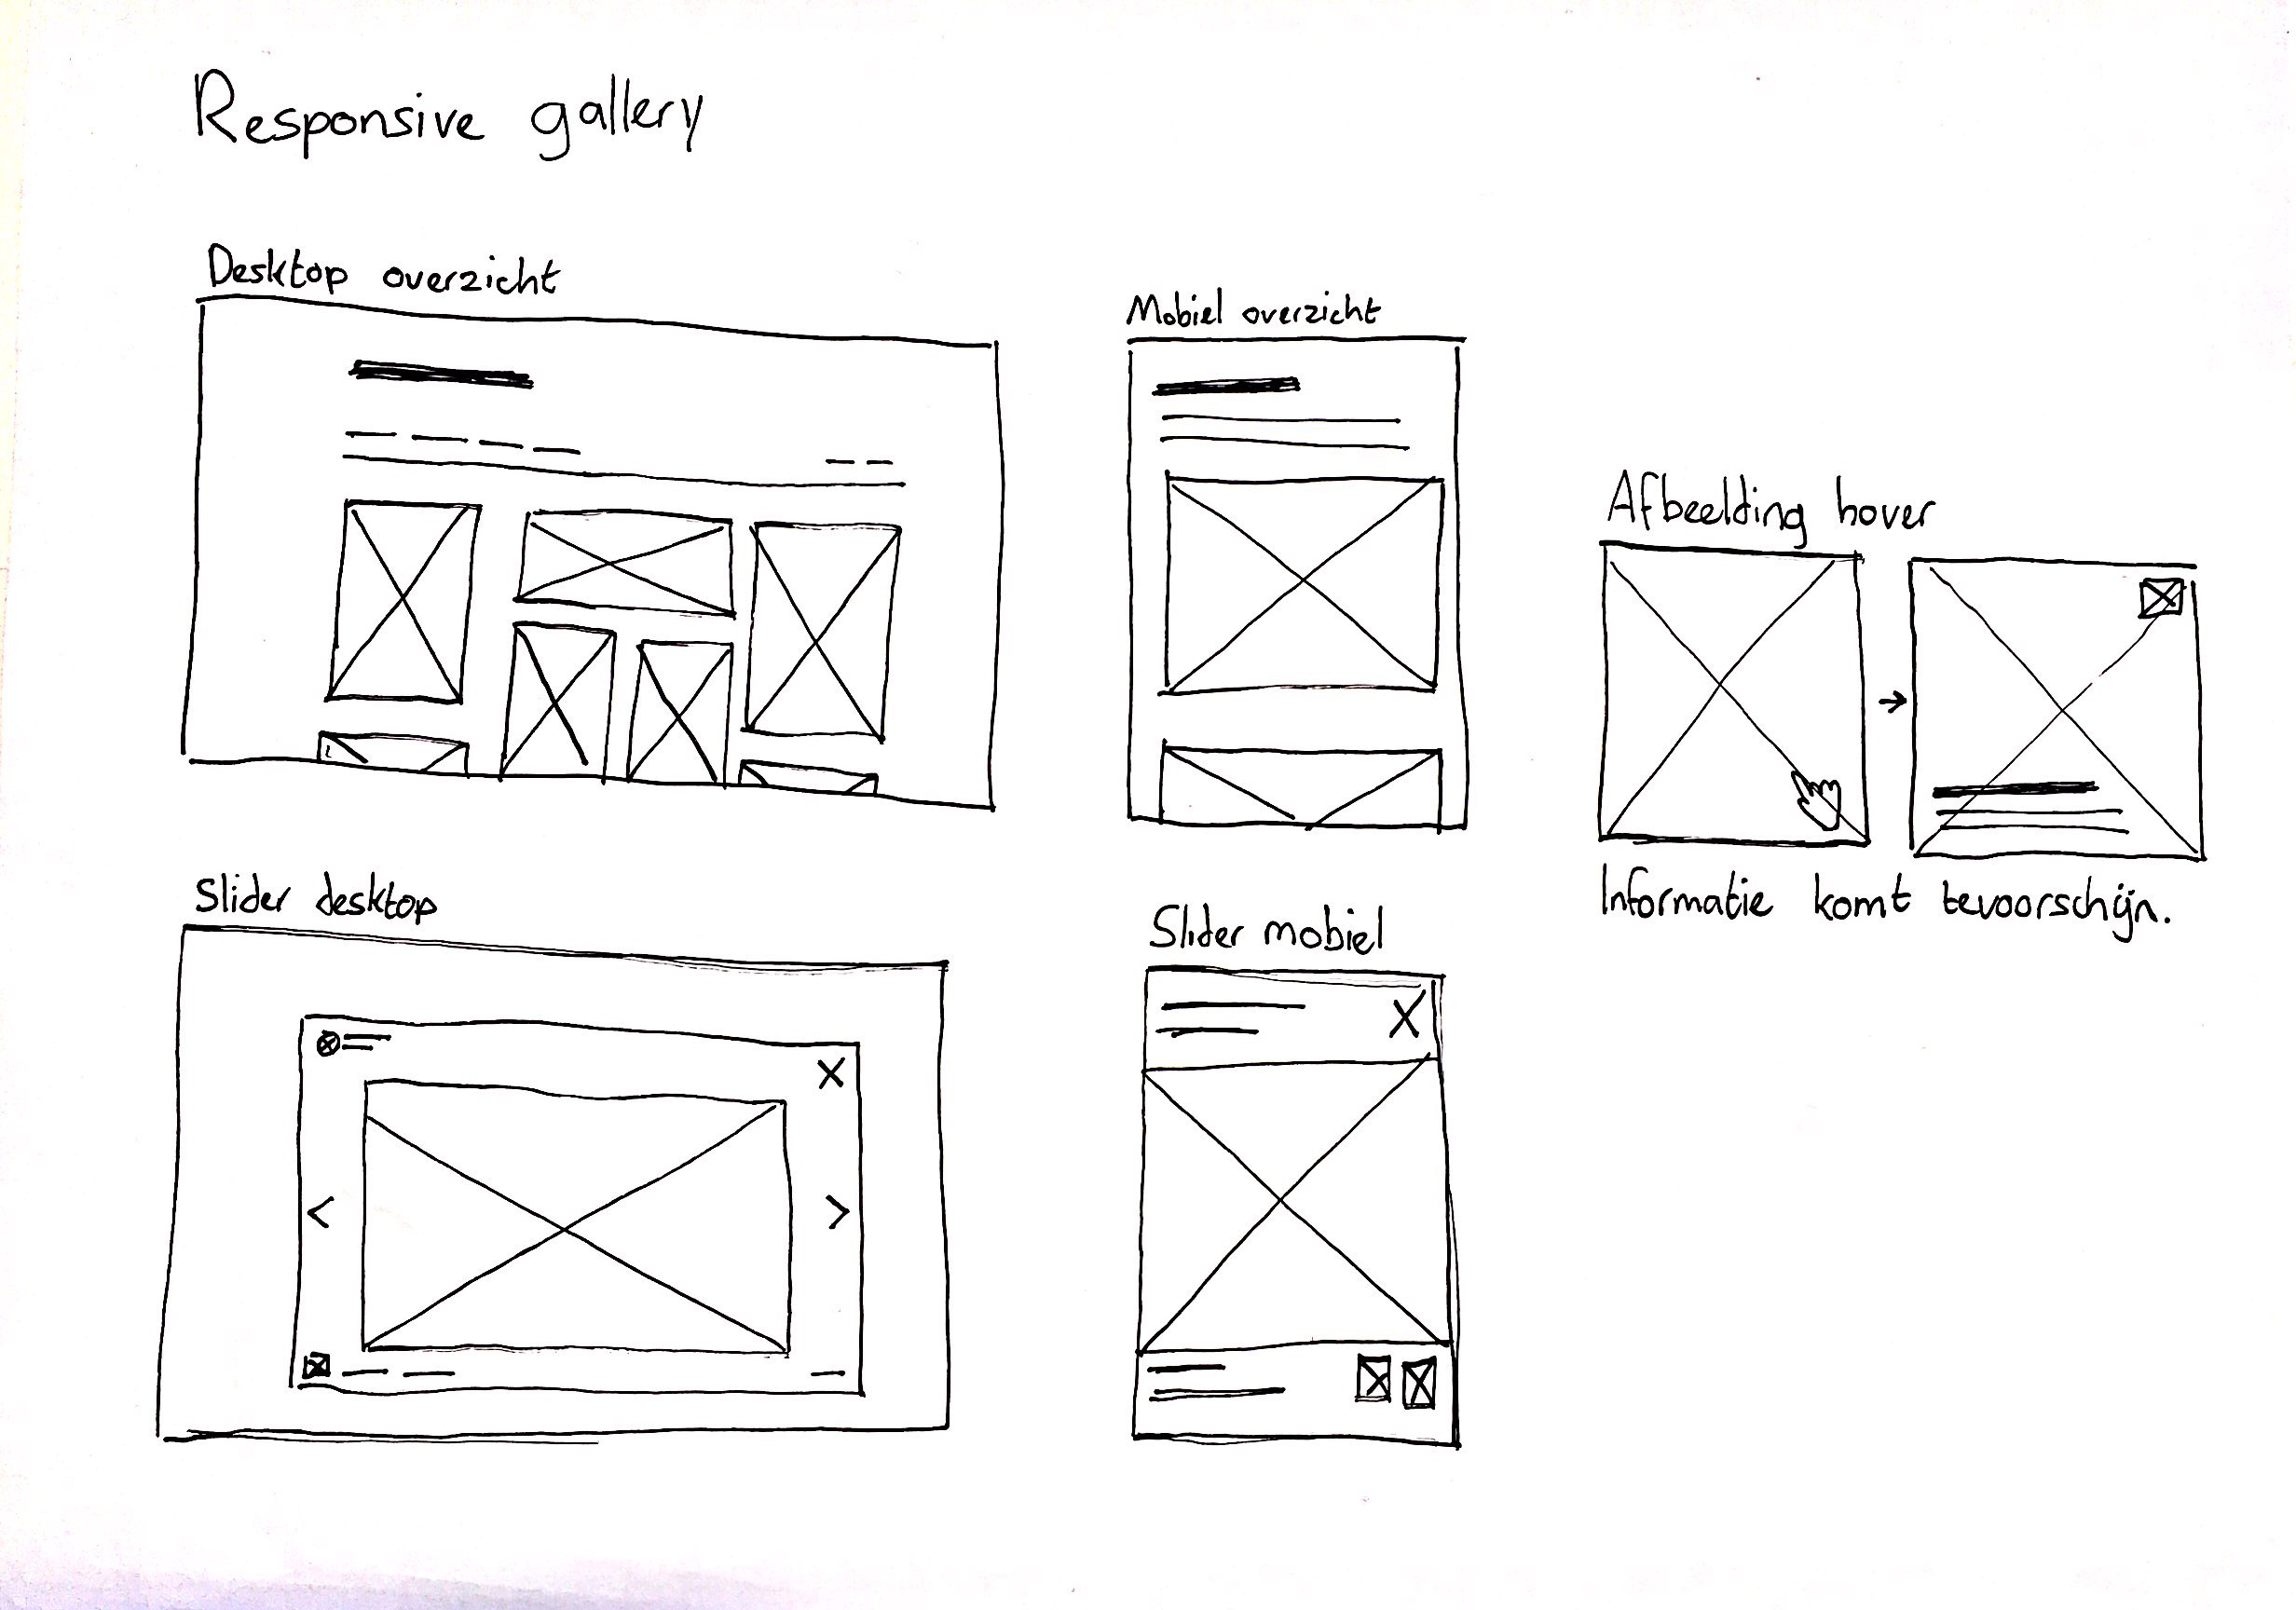 Responsive gallery
Desktop overzicht
Mobiel overzicht
Afbeelding hover
Informatie komt tevoorschijn.
Slider desktop
Slider mobiel